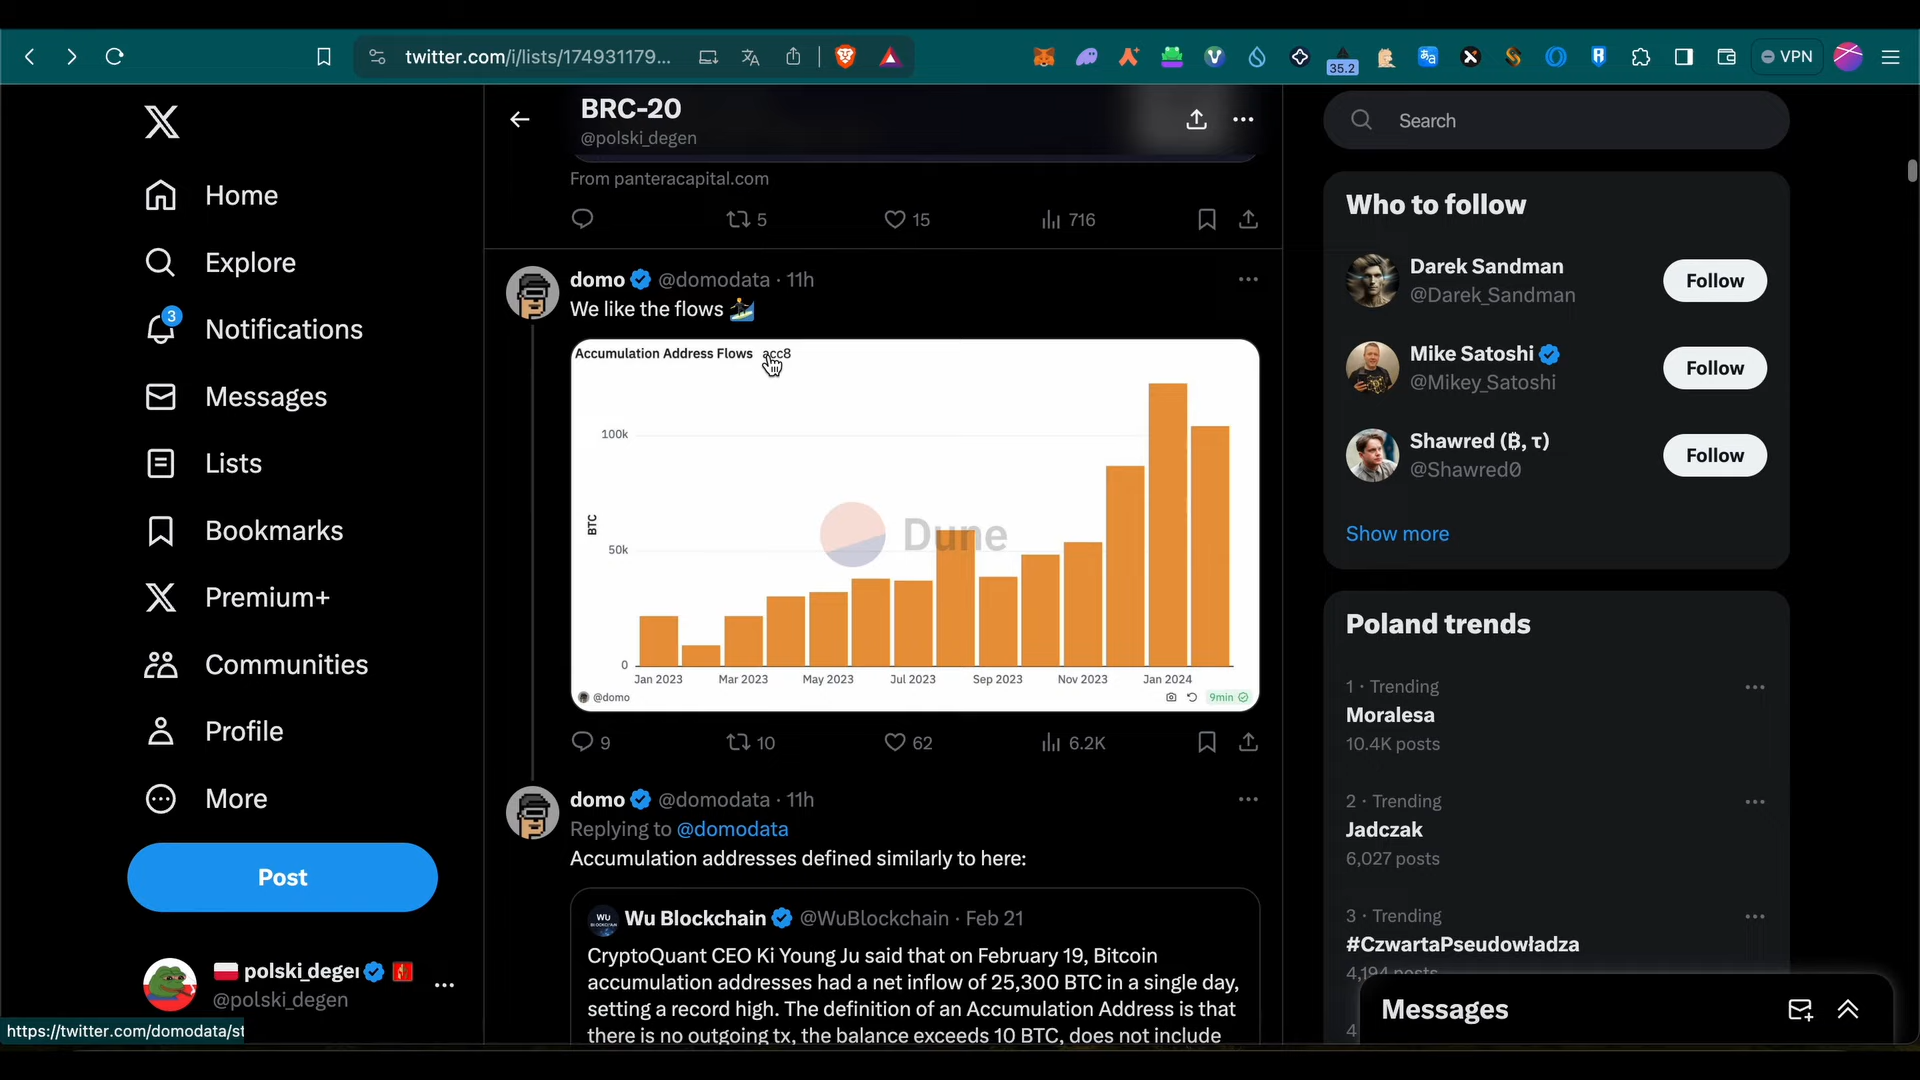 twitter.com/i/lists/174931179...
35.2
VPN
Home
Explore
3
Notifications
Messages
Lists
Bookmarks
Premium+
Communities
Profile
More
Post
polski_degen
@polski_degen
https://twitter.com/domodata/st
BRC-20
@polski_degen
From panteracapital.com
5
15
716
domo @domodata · 11h
We like the flows
Accumulation Address Flows acc8
100k
50k
0
BTC
Dune
Jan 2023
Mar 2023
May 2023
Jul 2023
Sep 2023
Nov 2023
Jan 2024
@domo
9min
9
10
62
6.2K
domo @domodata · 11h
Replying to @domodata
Accumulation addresses defined similarly to here:
WU BLOCKCHAIN
Wu Blockchain @WuBlockchain · Feb 21
CryptoQuant CEO Ki Young Ju said that on February 19, Bitcoin
accumulation addresses had a net inflow of 25,300 BTC in a single day,
setting a record high. The definition of an Accumulation Address is that
there is no outgoing tx, the balance exceeds 10 BTC, does not include
Search
Who to follow
Darek Sandman
@Darek_Sandman
Follow
Mike Satoshi
@Mikey_Satoshi
Follow
Shawred (₿, τ)
@Shawred0
Follow
Show more
Poland trends
1 · Trending
Moralesa
10.4K posts
2 · Trending
Jadczak
6,027 posts
3 · Trending
#CzwartaPseudowładza
4,194 posts
4
Messages